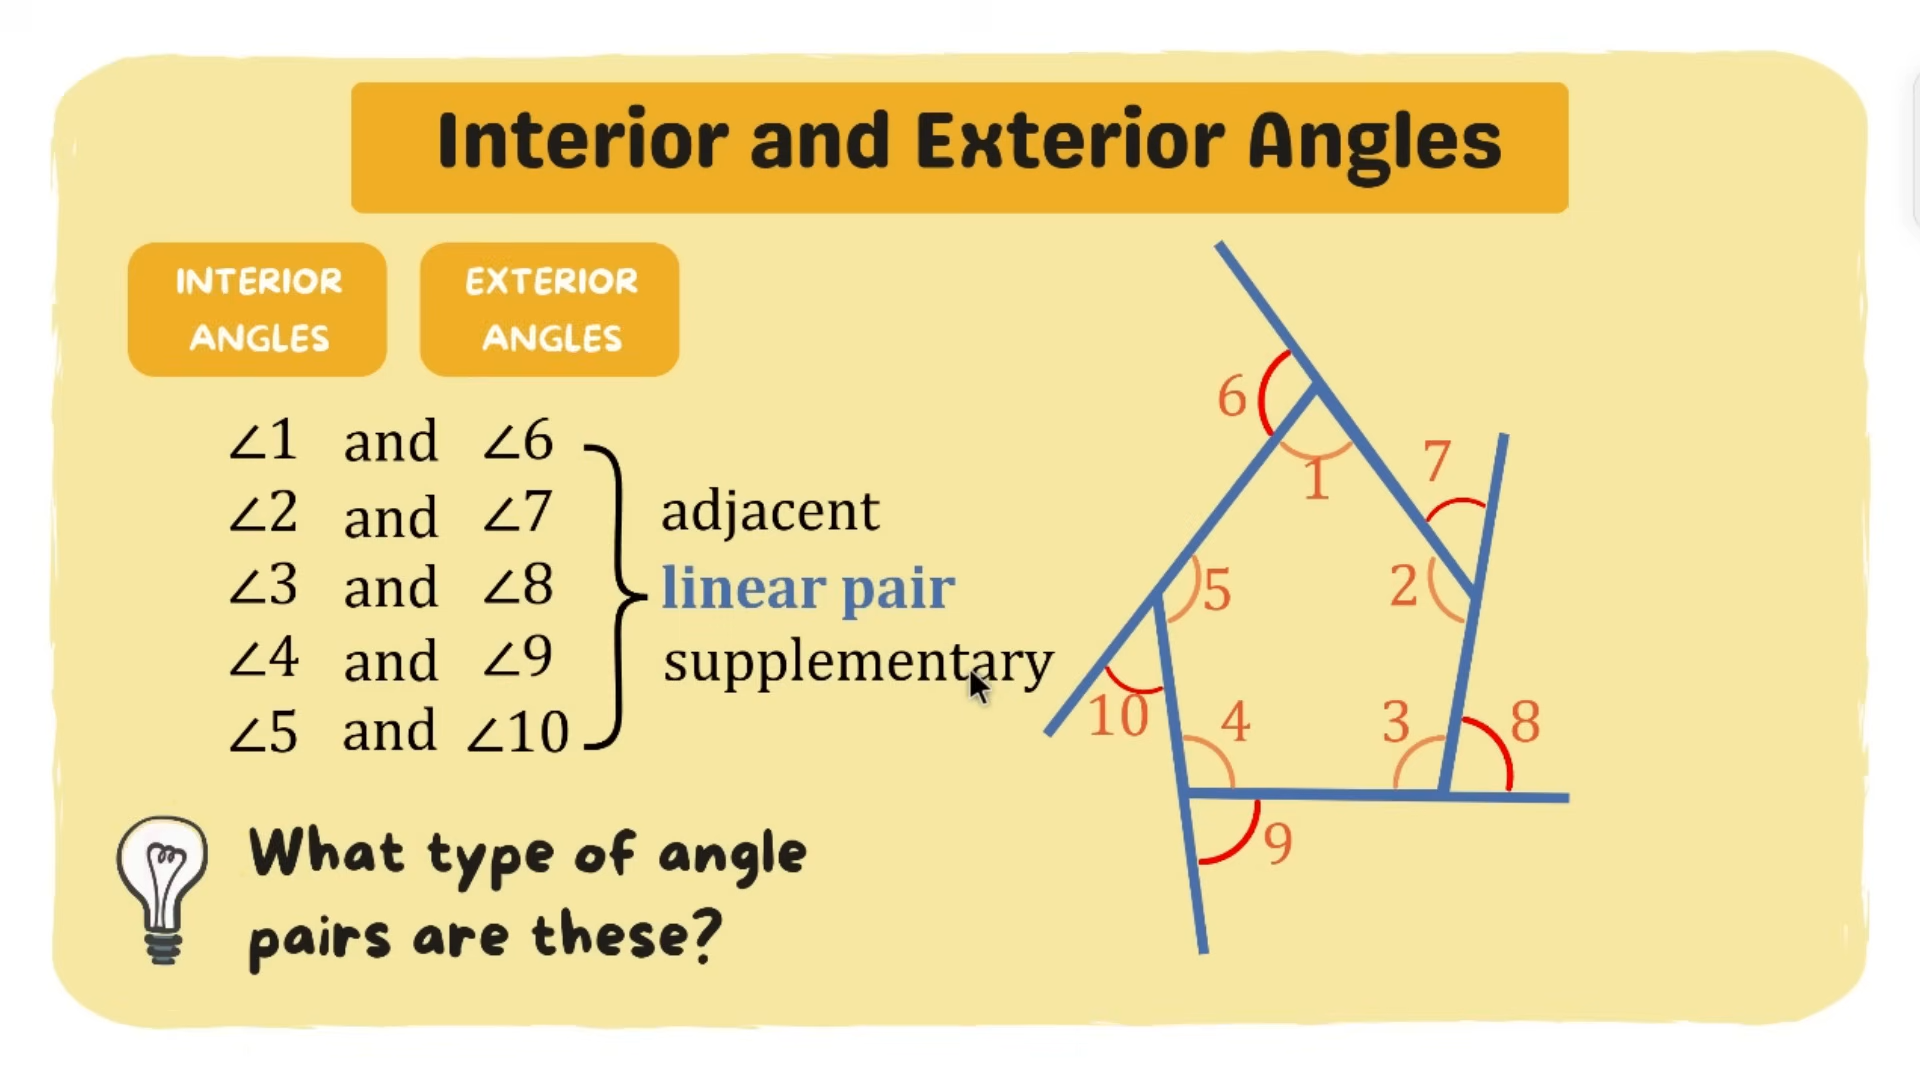 Interior and Exterior Angles
INTERIOR
ANGLES
EXTERIOR
ANGLES
∠1 and ∠6
∠2 and ∠7
∠3 and ∠8
∠4 and ∠9
∠5 and ∠10
adjacent
linear pair
supplementary
What type of angle
pairs are these?
6
1
7
5
2
10
4
3
8
9